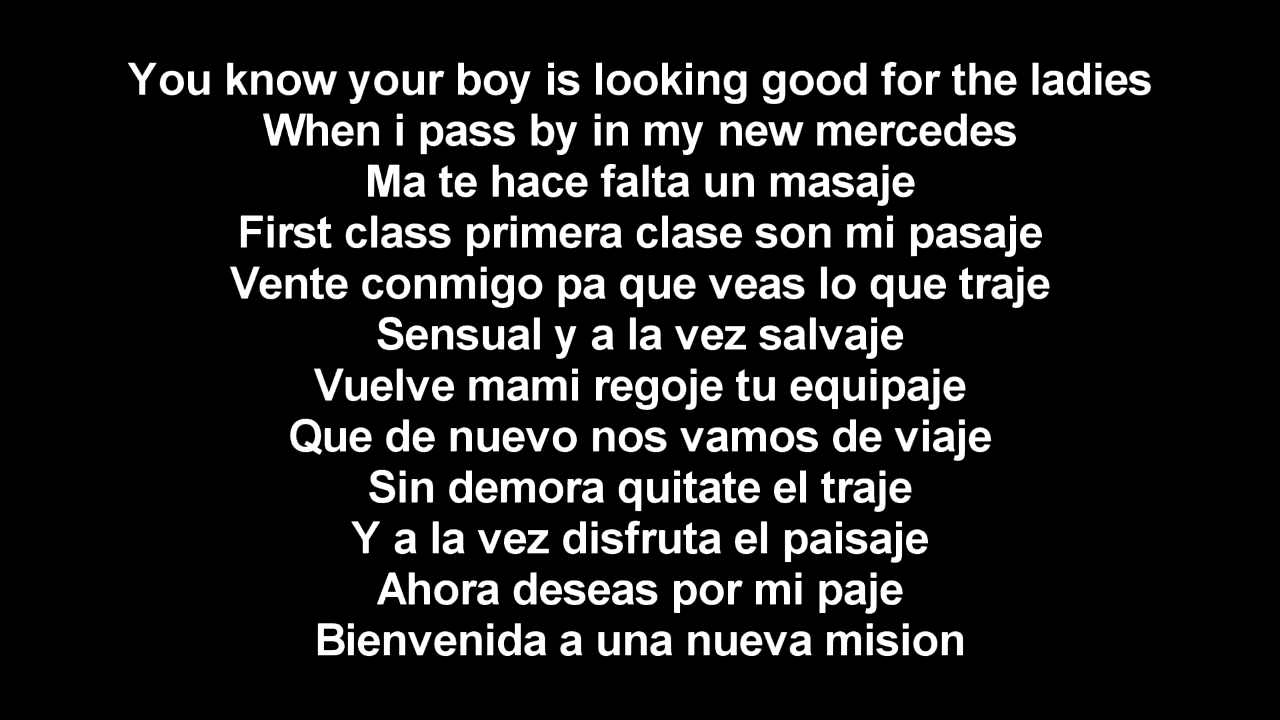 You know your boy is looking good for the ladies
When i pass by in my new mercedes
Ma te hace falta un masaje
First class primera clase son mi pasaje
Vente conmigo pa que veas lo que traje
Sensual y a la vez salvaje
Vuelve mami regoje tu equipaje
Que de nuevo nos vamos de viaje
Sin demora quitate el traje
Y a la vez disfruta el paisaje
Ahora deseas por mi paje
Bienvenida a una nueva mision